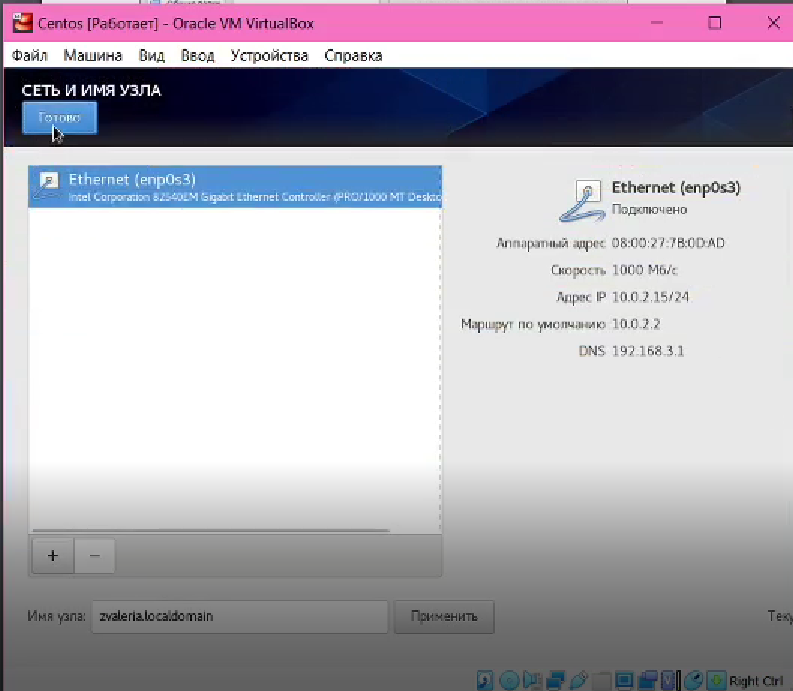 Centos [Работает] - Oracle VM VirtualBox
Файл Машина Вид Ввод Устройства Справка
СЕТЬ И ИМЯ УЗЛА
Готово
Ethernet (enp0s3)
Intel Corporation 82540EM Gigabit Ethernet Controller (PRO/1000 MT Deskto
Ethernet (enp0s3)
Подключено
Аппаратный адрес 08:00:27:7B:0D:AD
Скорость 1000 Мб/с
Адрес IP 10.0.2.15/24
Маршрут по умолчанию 10.0.2.2
DNS 192.168.3.1
+ −
Имя узла: zvaleria.localdomain Применить Теку
Right Ctrl